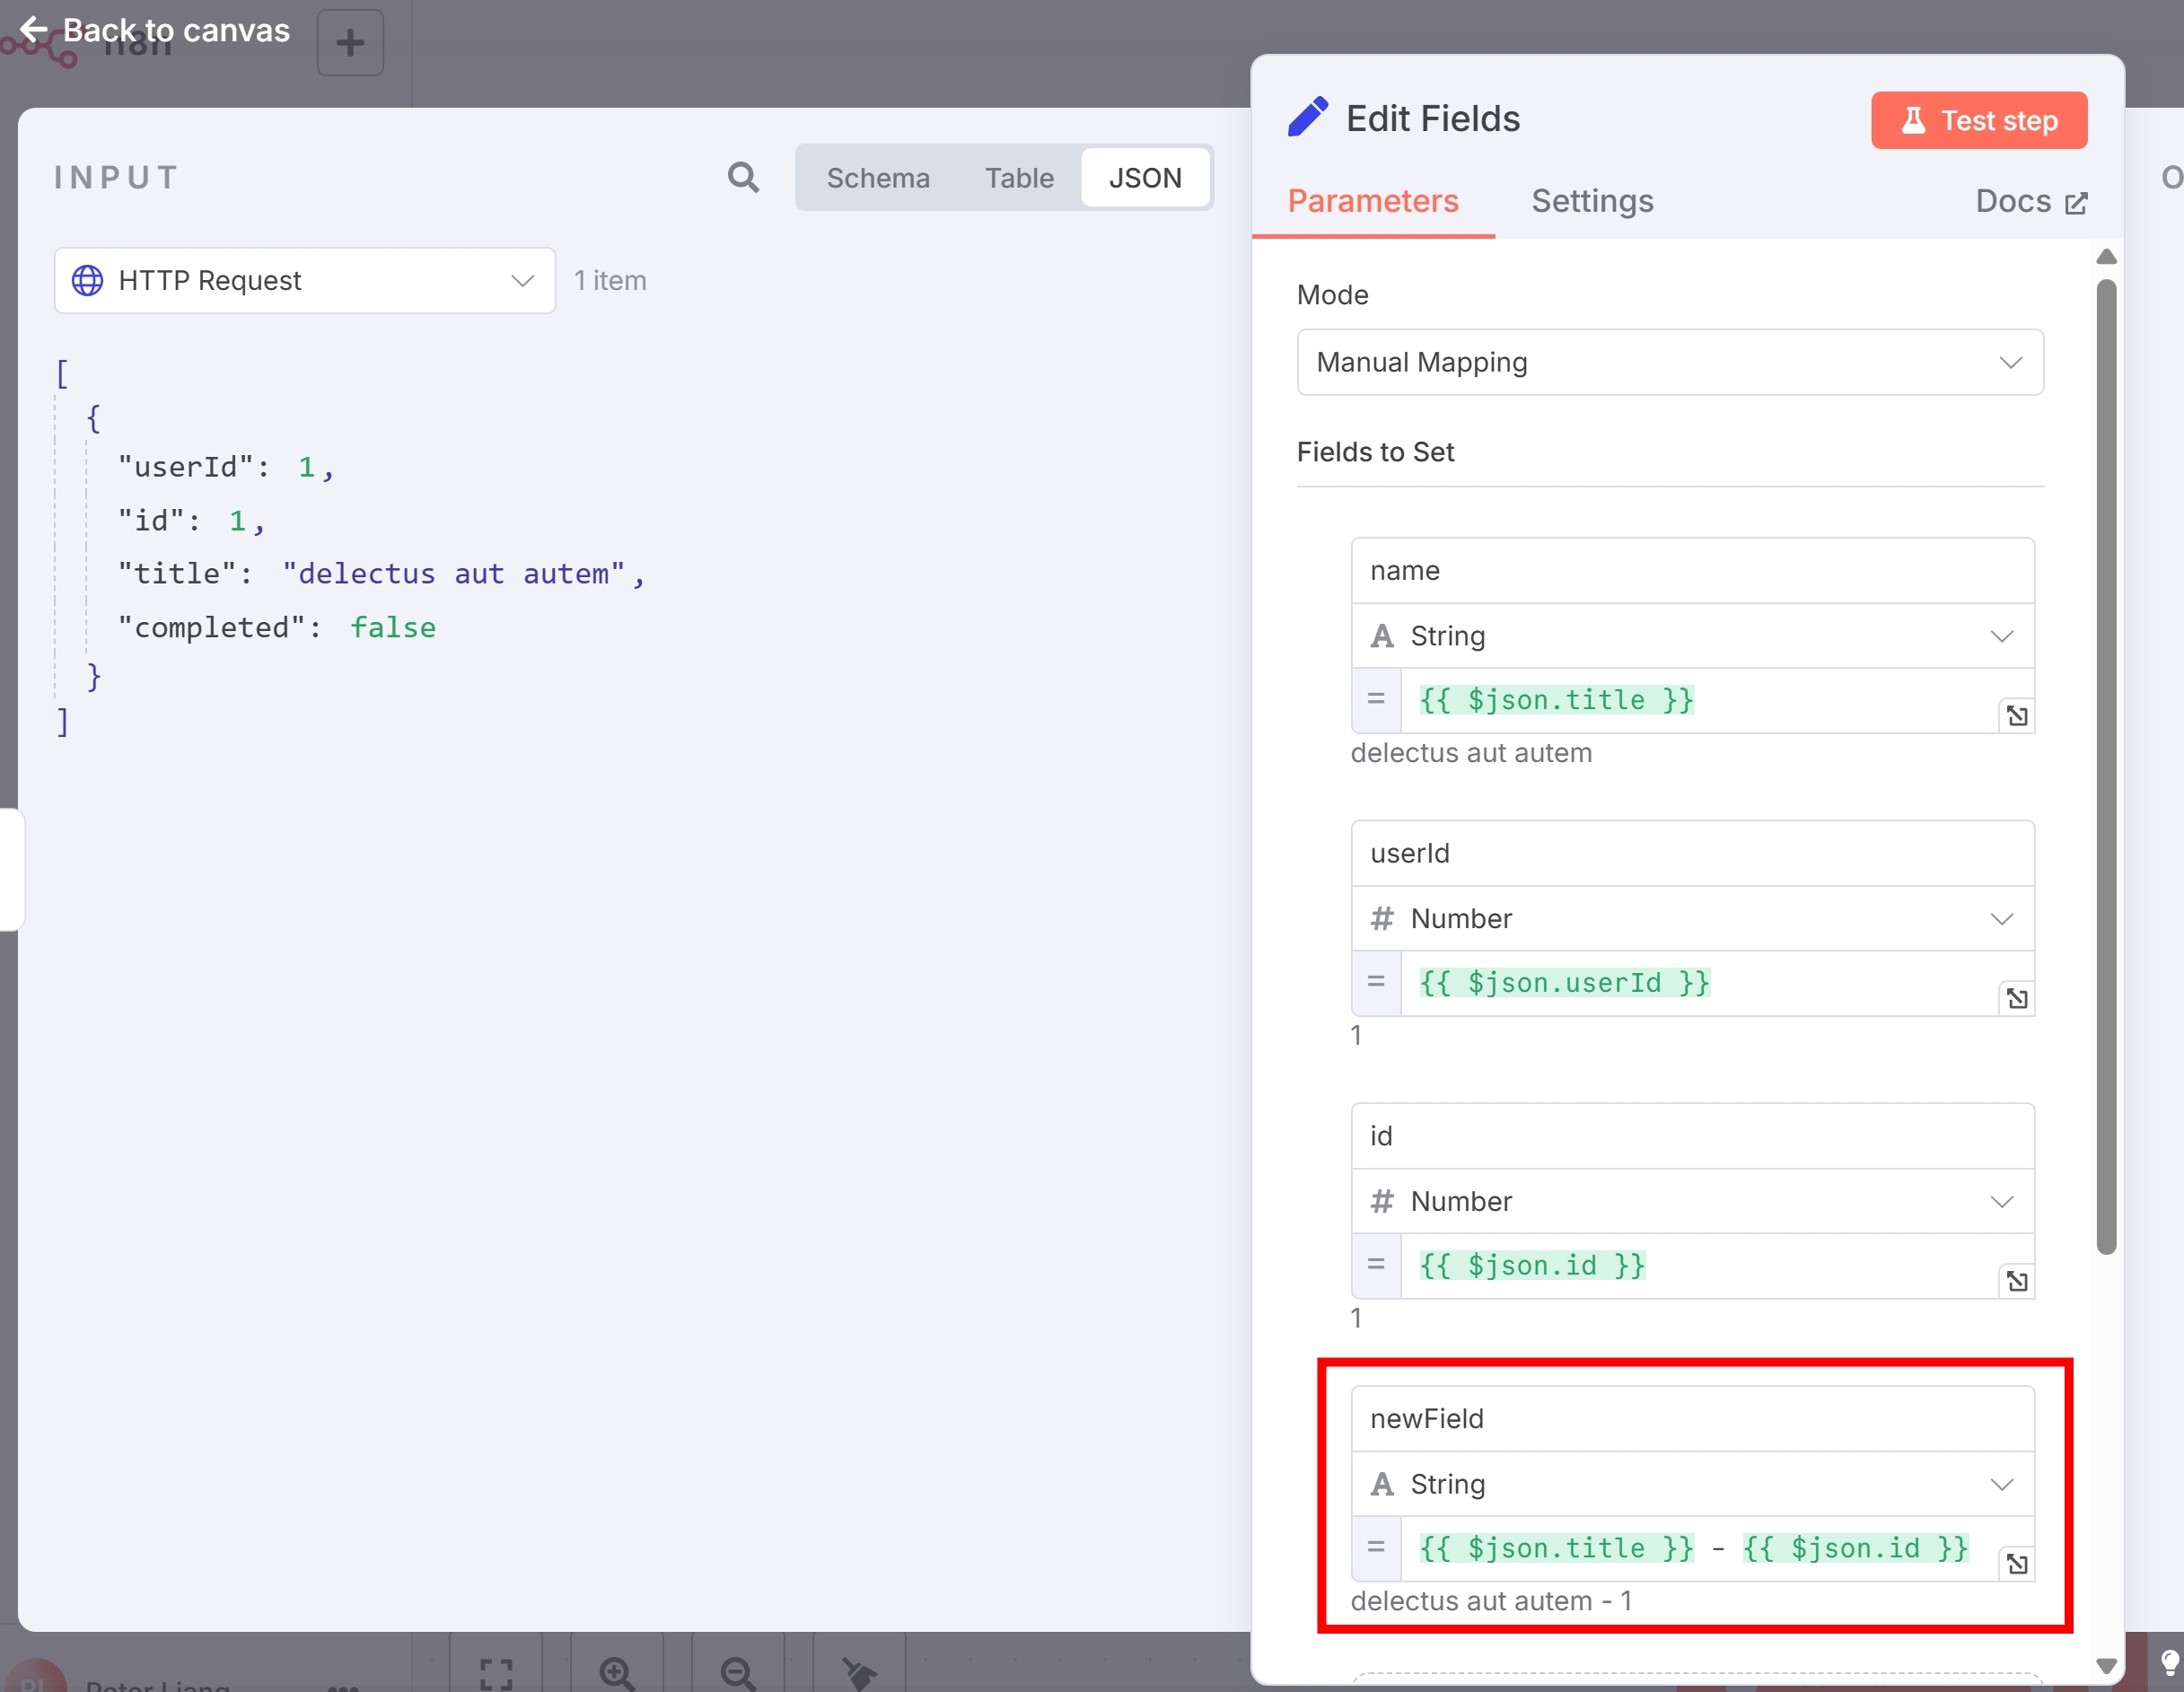 Back to canvas
n8n
INPUT
Schema
Table
JSON
HTTP Request
1 item
[
{
"userId": 1,
"id": 1,
"title": "delectus aut autem",
"completed": false
}
]
Edit Fields
Test step
Parameters
Settings
Docs
Mode
Manual Mapping
Fields to Set
name
A String
= {{ $json.title }}
delectus aut autem
userId
# Number
= {{ $json.userId }}
1
id
# Number
= {{ $json.id }}
1
newField
A String
= {{ $json.title }} - {{ $json.id }}
delectus aut autem - 1
Peter Liang